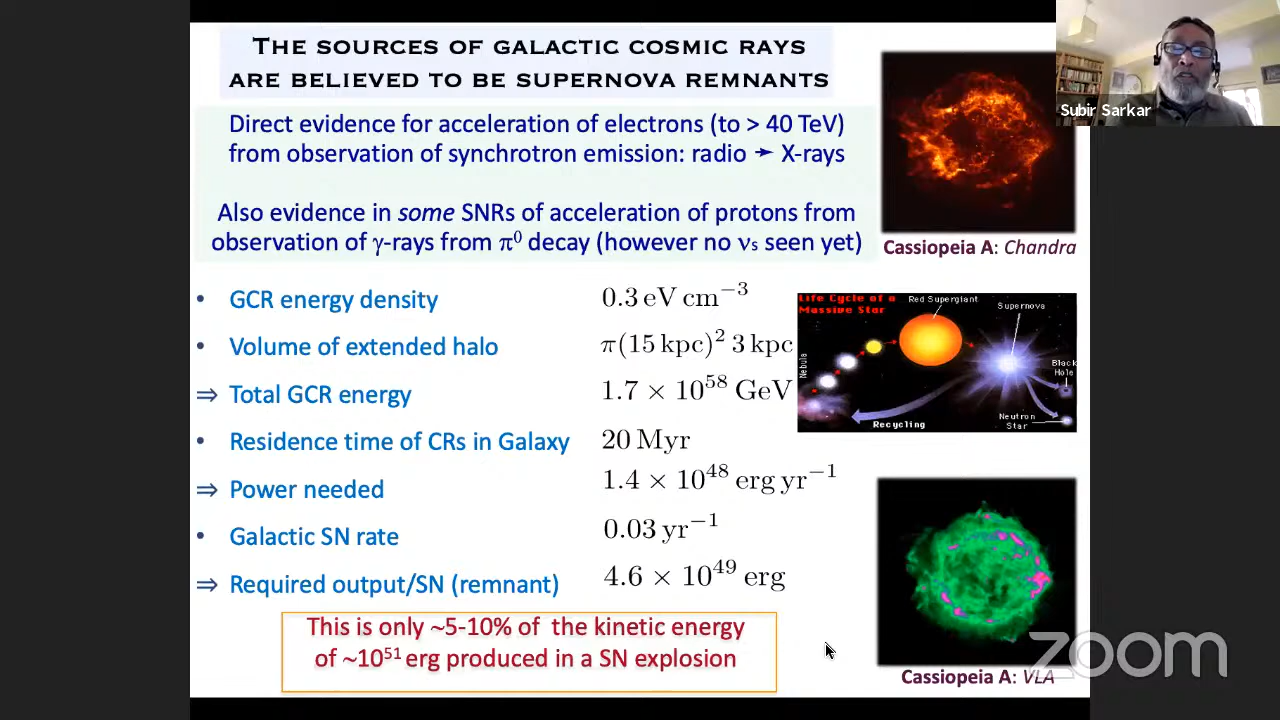 THE SOURCES OF GALACTIC COSMIC RAYS
ARE BELIEVED TO BE SUPERNOVA REMNANTS
Direct evidence for acceleration of electrons (to > 40 TeV)
from observation of synchrotron emission: radio ➛ X-rays
Also evidence in some SNRs of acceleration of protons from
observation of γ-rays from π⁰ decay (however no νs seen yet)
• GCR energy density 0.3 eV cm⁻³
• Volume of extended halo π(15 kpc)² 3 kpc
⇒ Total GCR energy 1.7 × 10⁵⁸ GeV
• Residence time of CRs in Galaxy 20 Myr
⇒ Power needed 1.4 × 10⁴⁸ erg yr⁻¹
• Galactic SN rate 0.03 yr⁻¹
⇒ Required output/SN (remnant) 4.6 × 10⁴⁹ erg
This is only ~5-10% of the kinetic energy
of ~10⁵¹ erg produced in a SN explosion
Subir Sarkar
Cassiopeia A: Chandra
Life Cycle of a
Massive Star
Red Supergiant
Supernova
Nebula
Black
Hole
Neutron
Star
Recycling
Cassiopeia A: VLA
zoom